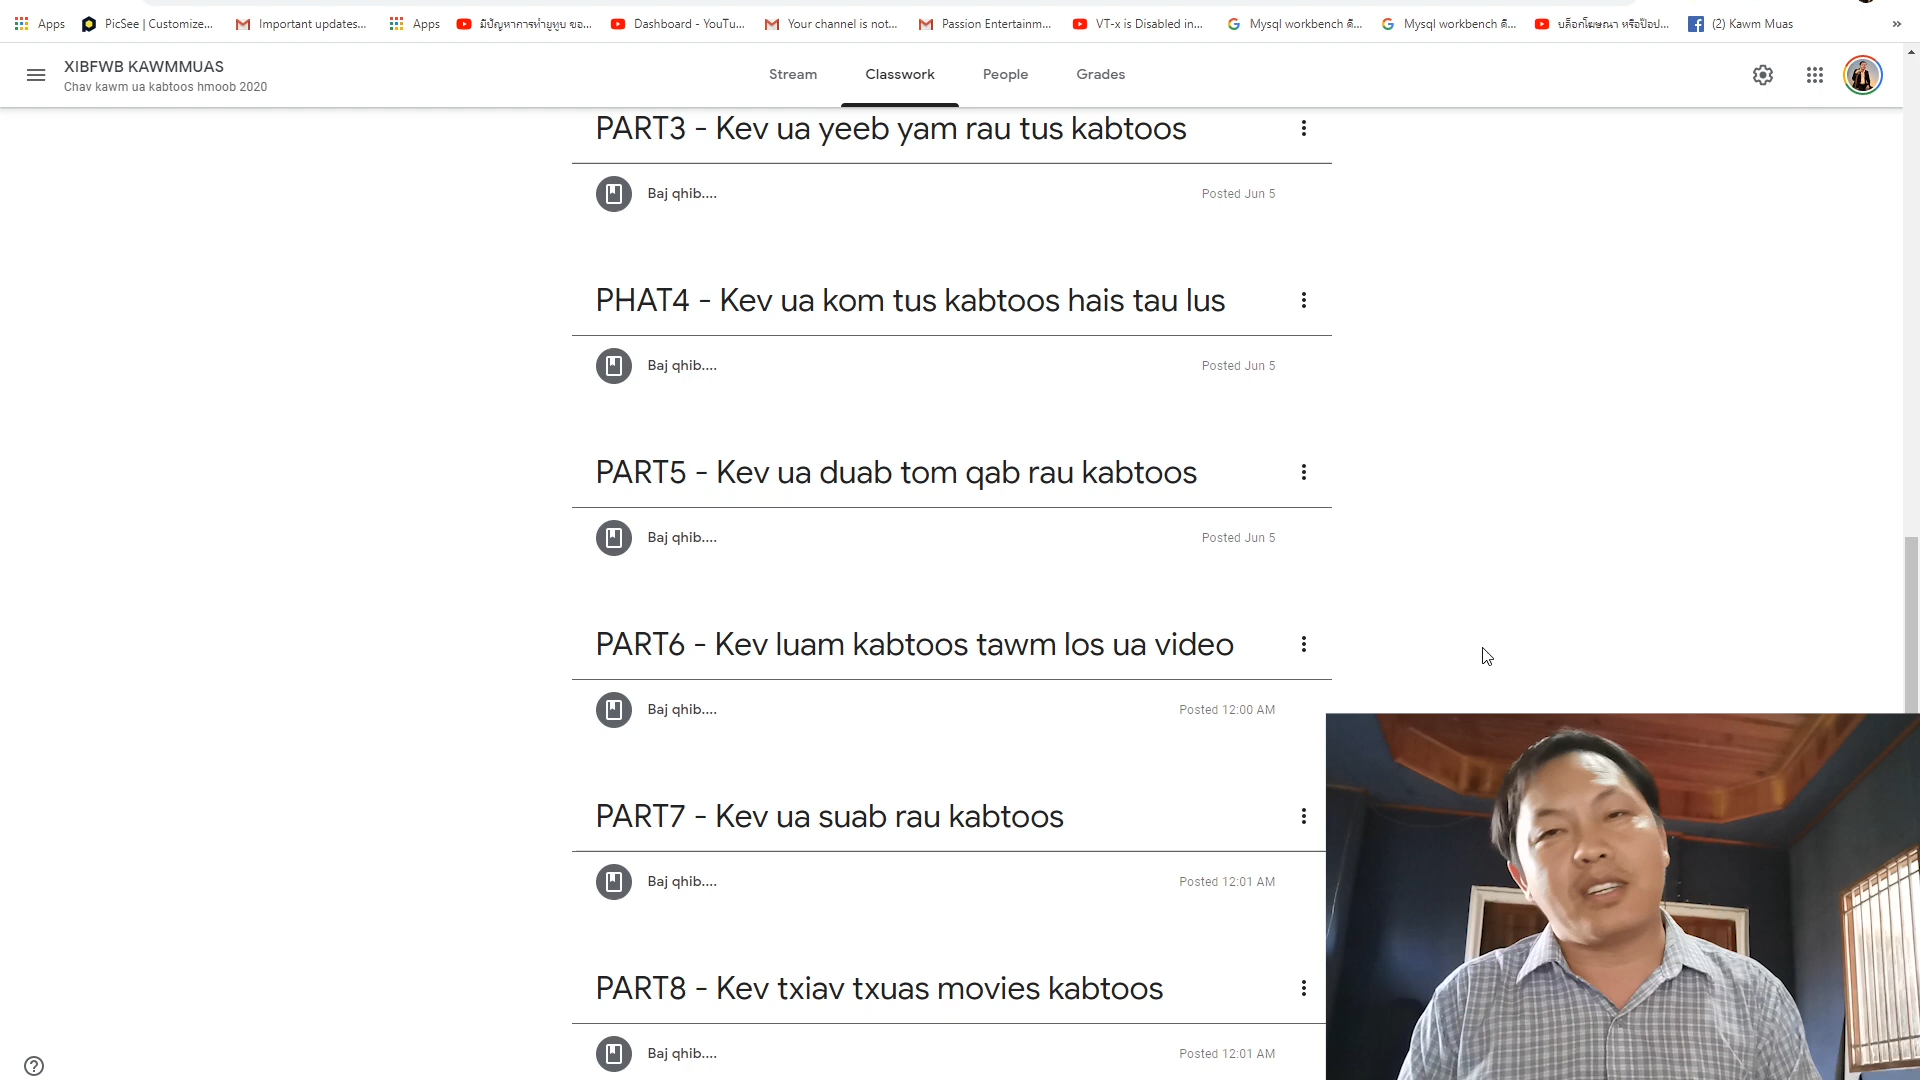 Apps PicSee | Customize... Important updates... Apps มีปัญหาการทำยูทูบ ขอ... Dashboard - YouTu... Your channel is not... Passion Entertainm... VT-x is Disabled in... Mysql workbench ดี... Mysql workbench ดี... บล็อกโฆษณา หรือป๊อป... (2) Kawm Muas »
XIBFWB KAWMMUAS
Chav kawm ua kabtoos hmoob 2020
Stream Classwork People Grades
PART3 - Kev ua yeeb yam rau tus kabtoos
Baj qhib.... Posted Jun 5
PHAT4 - Kev ua kom tus kabtoos hais tau lus
Baj qhib.... Posted Jun 5
PART5 - Kev ua duab tom qab rau kabtoos
Baj qhib.... Posted Jun 5
PART6 - Kev luam kabtoos tawm los ua video
Baj qhib.... Posted 12:00 AM
PART7 - Kev ua suab rau kabtoos
Baj qhib.... Posted 12:01 AM
PART8 - Kev txiav txuas movies kabtoos
Baj qhib.... Posted 12:01 AM